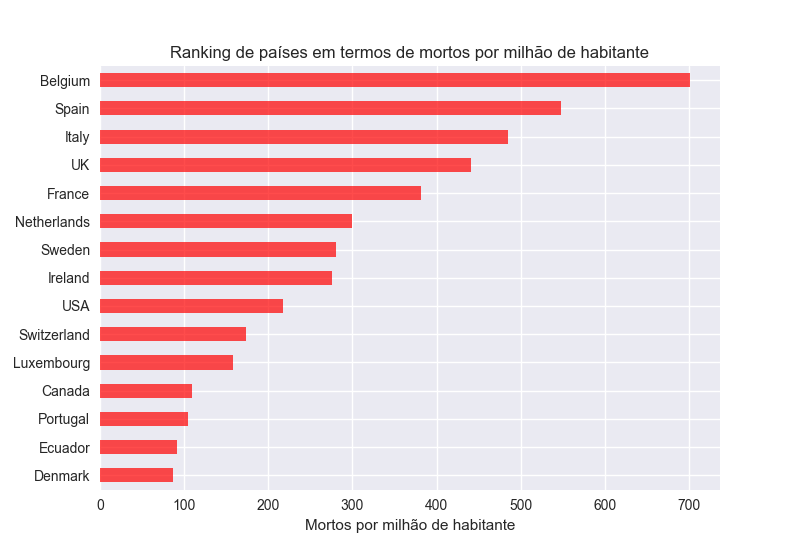 Ranking de países em termos de mortos por milhão de habitante
Belgium
Spain
Italy
UK
France
Netherlands
Sweden
Ireland
USA
Switzerland
Luxembourg
Canada
Portugal
Ecuador
Denmark
0 100 200 300 400 500 600 700
Mortos por milhão de habitante